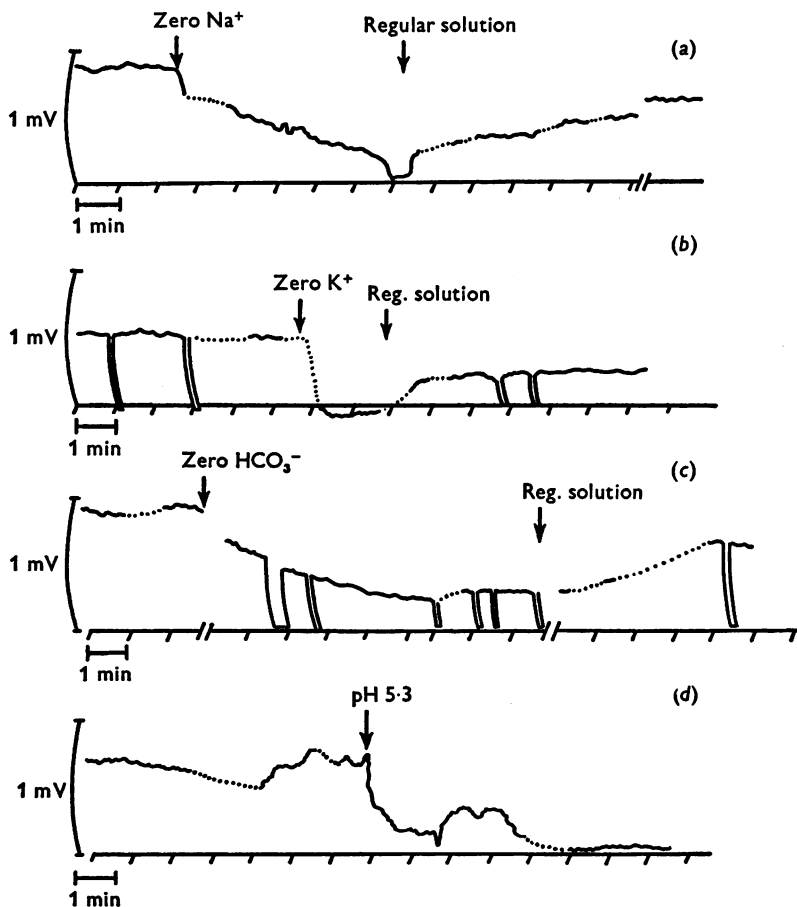 Zero Na⁺
Regular solution
(a)
1 mV
1 min
(b)
Zero K⁺
Reg. solution
1 mV
1 min
(c)
Zero HCO₃⁻
Reg. solution
1 mV
1 min
(d)
pH 5·3
1 mV
1 min